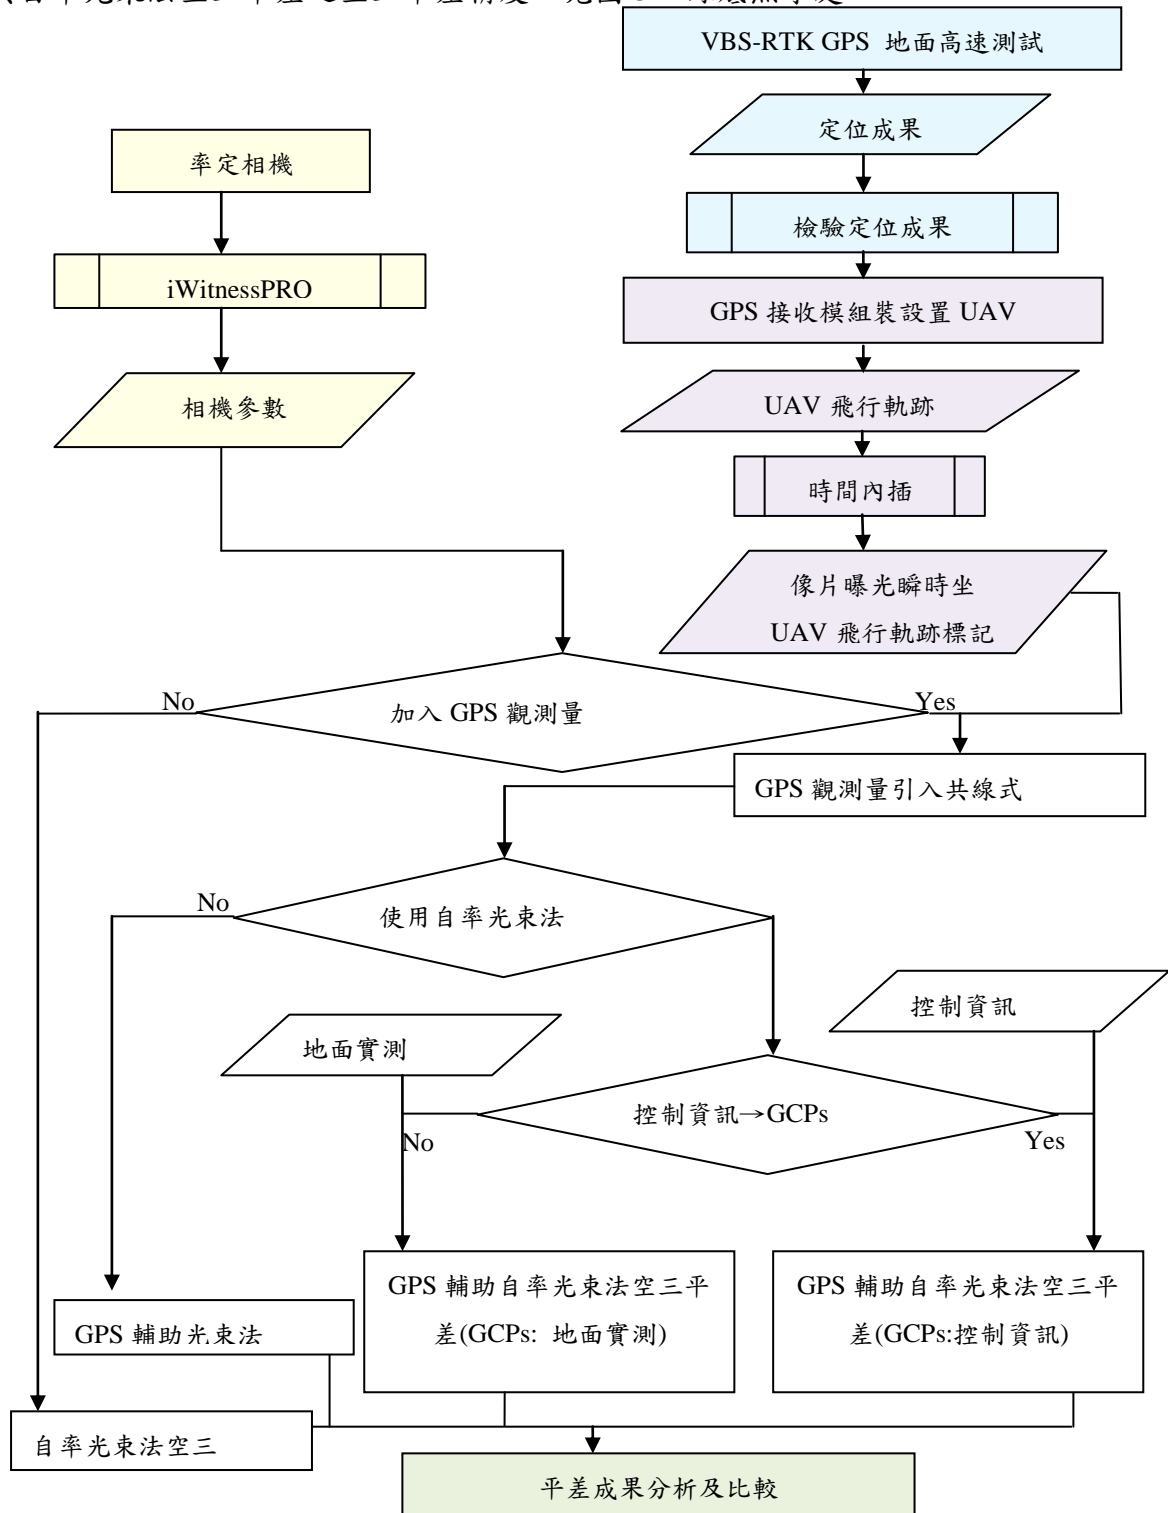 VBS-RTK GPS 地面高速測試
定位成果
率定相機
檢驗定位成果
iWitnessPRO
GPS 接收模組裝設置 UAV
相機參數
UAV 飛行軌跡
時間內插
像片曝光瞬時坐
UAV 飛行軌跡標記
No
加入 GPS 觀測量
Yes
GPS 觀測量引入共線式
No
使用自率光束法
控制資訊
地面實測
控制資訊→GCPs
No
Yes
GPS 輔助自率光束法空三平
差(GCPs: 地面實測)
GPS 輔助自率光束法空三平
差(GCPs:控制資訊)
GPS 輔助光束法
自率光束法空三
平差成果分析及比較